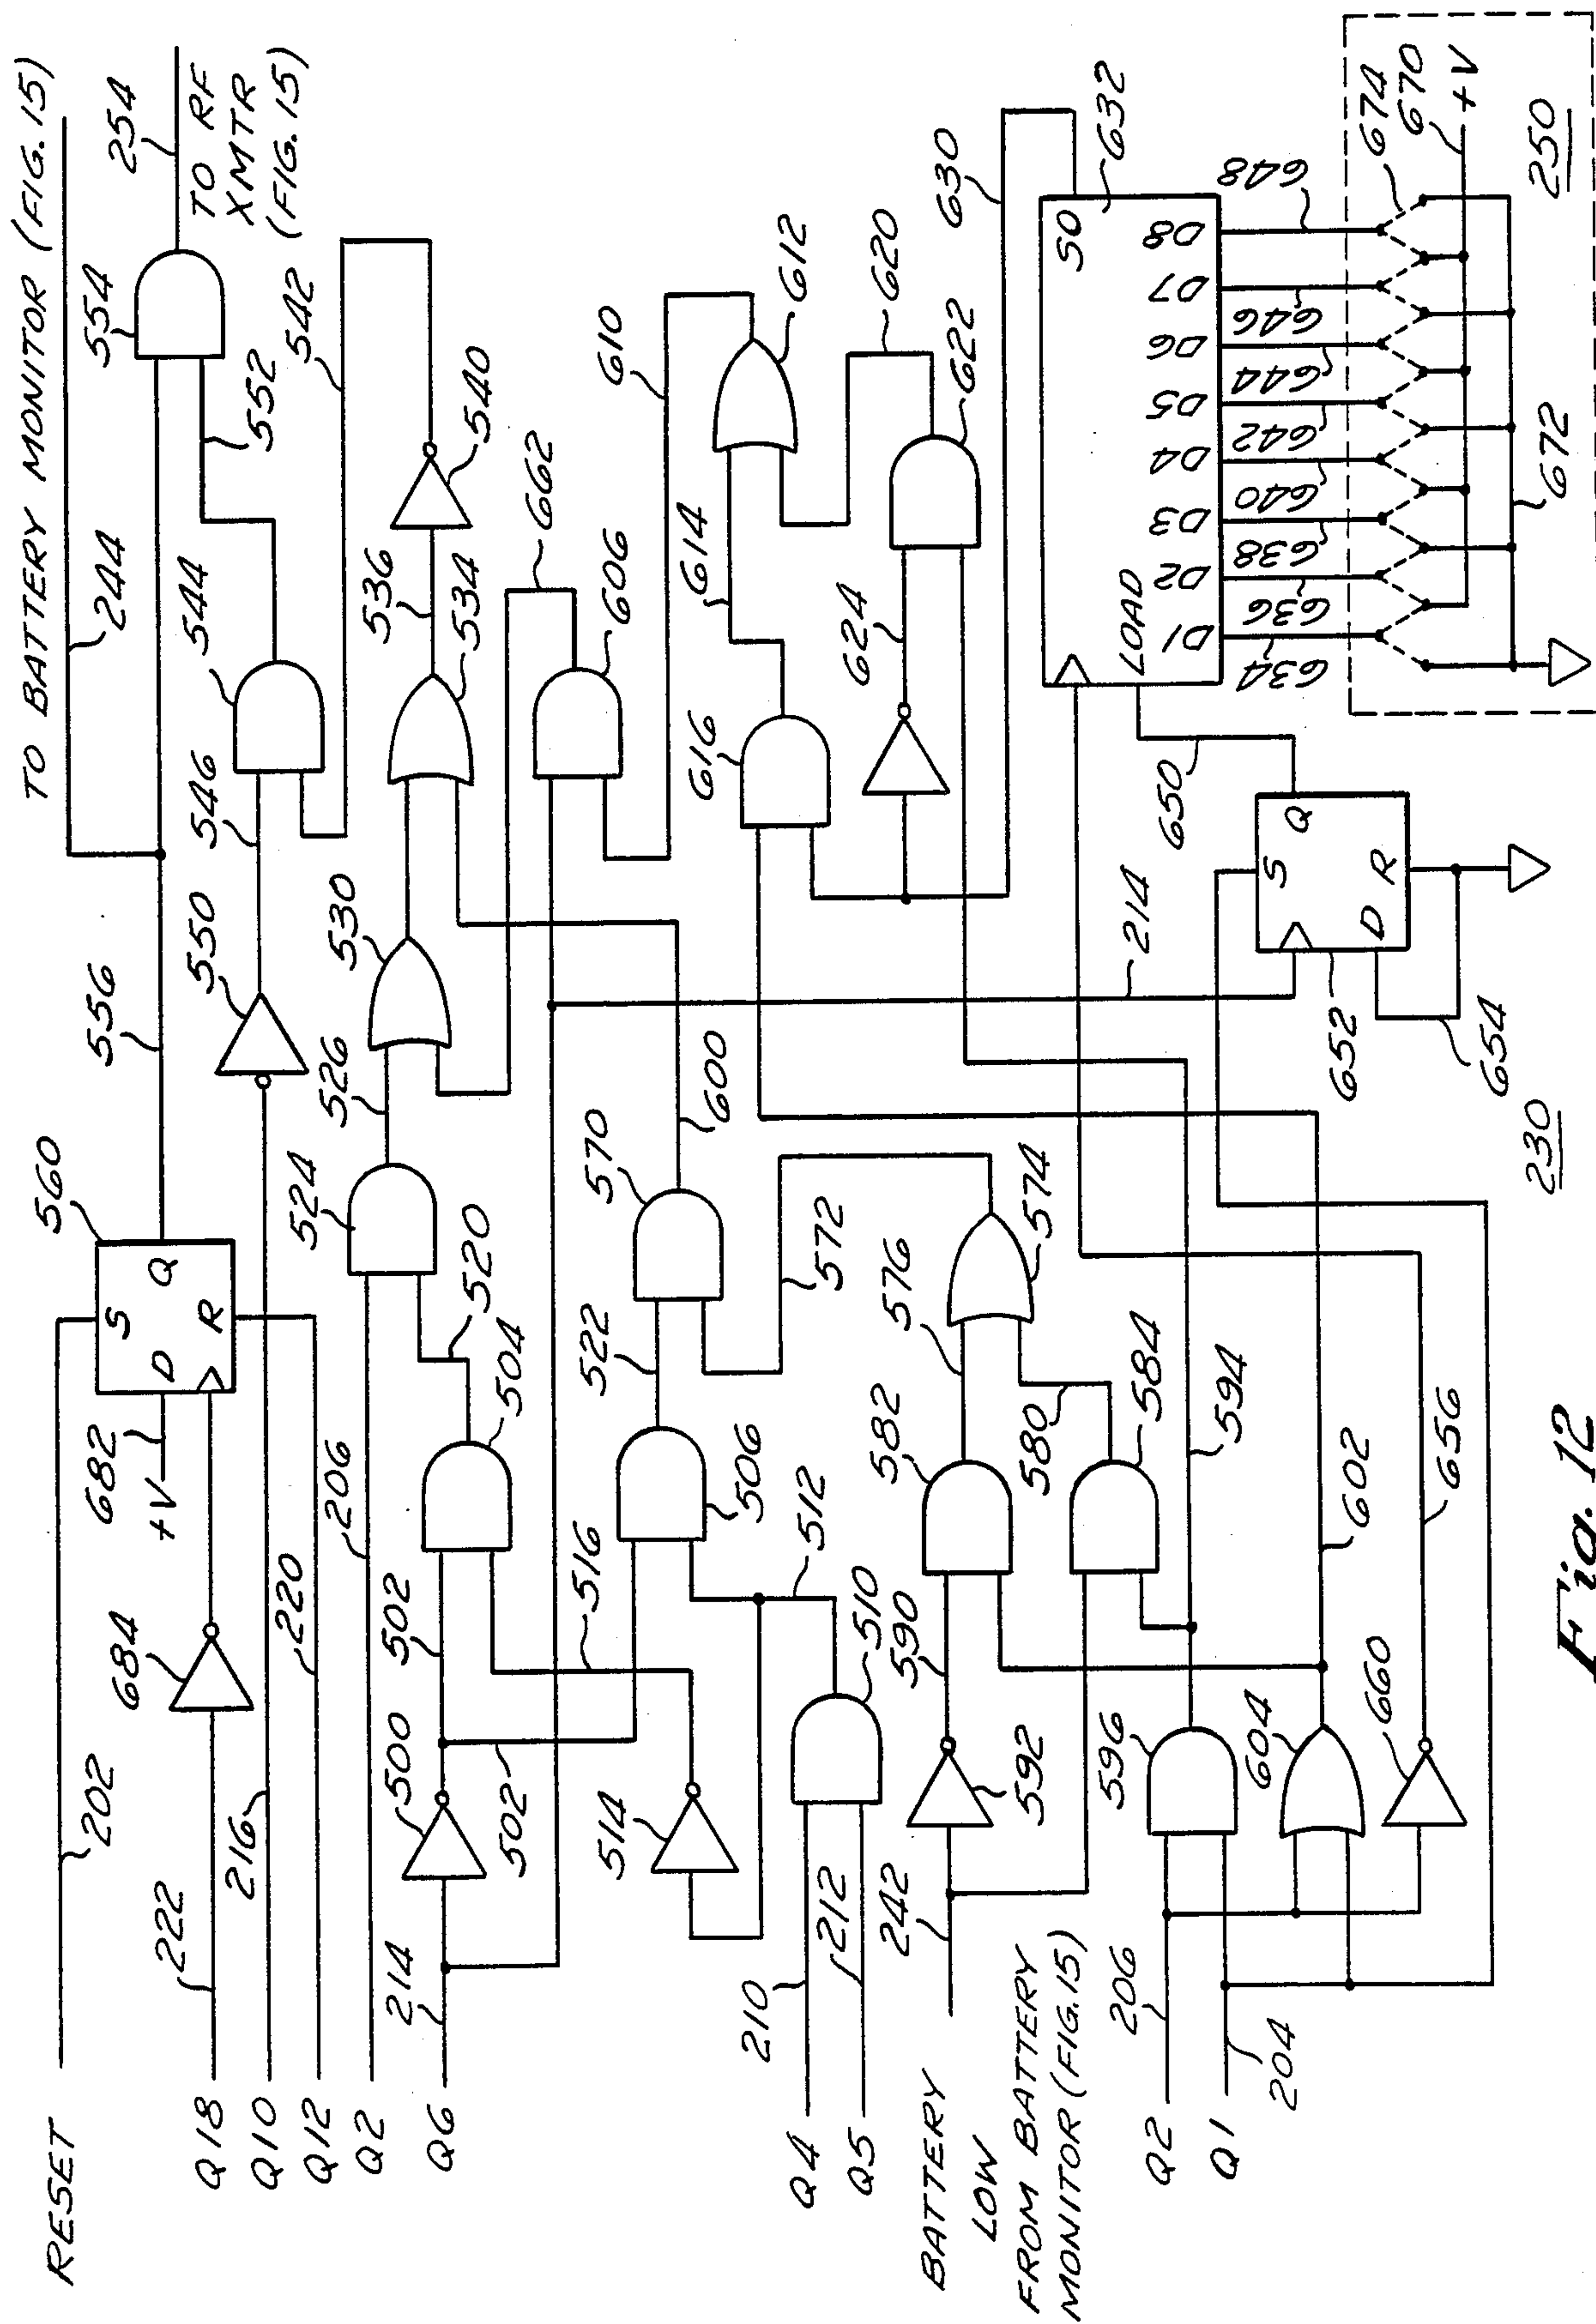 TO BATTERY MONITOR (FIG. 15)
254
TO RF
XMTR
(FIG. 15)
554
244
552
542
556
550
546
544
560
S
D
Q
R
682
+V
684
RESET
202
222
Q18
216
Q10
220
Q12
206
Q2
214
Q6
500
502
502
504
516
520
524
526
530
534
536
540
662
606
506
522
570
600
572
514
512
510
210
Q4
212
Q5
610
612
614
616
620
622
624
630
632
BATTERY
LOW
FROM BATTERY
MONITOR (FIG.15)
242
592
590
582
576
574
580
584
594
596
602
604
660
656
206
Q2
204
Q1
214
S
Q
D
R
652
654
650
LOAD
SO
D1
D2
D3
D4
D5
D6
D7
D8
634
636
638
640
642
644
646
648
674
670
+V
672
250
230
Fig. 12